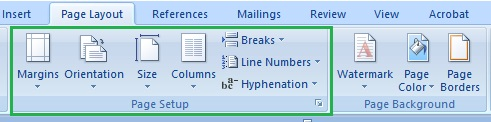 Insert Page Layout References Mailings Review View Acrobat
Margins Orientation Size Columns
Breaks
Line Numbers
bc Hyphenation
a-
Page Setup
Watermark Page Color Page Borders
Page Background